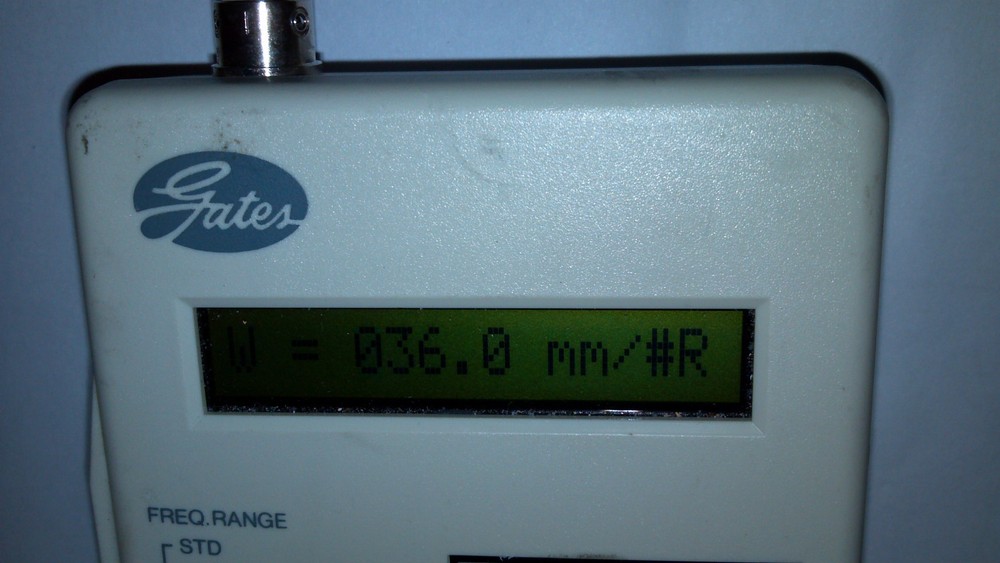 Gates
W = 036.0 mm/#R
FREQ.RANGE
STD